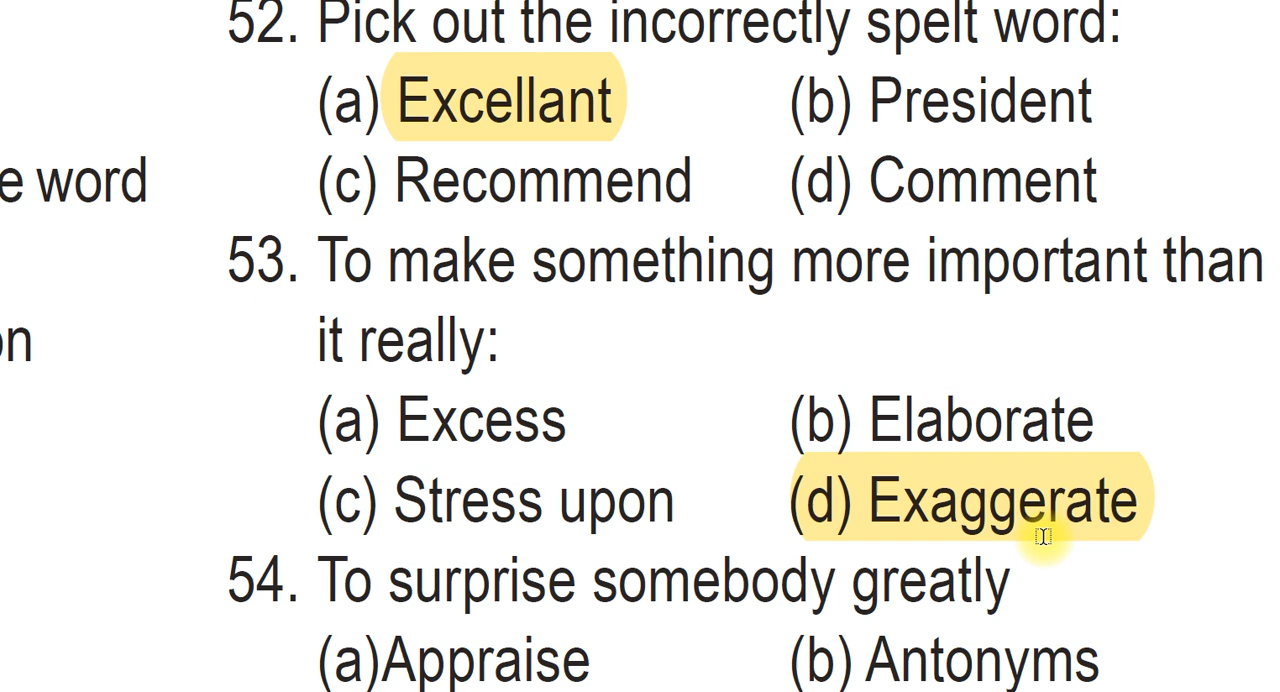 52. Pick out the incorrectly spelt word:
(a) Excellant (b) President
e word (c) Recommend (d) Comment
53. To make something more important than
on it really:
(a) Excess (b) Elaborate
(c) Stress upon (d) Exaggerate
54. To surprise somebody greatly
(a)Appraise (b) Antonyms